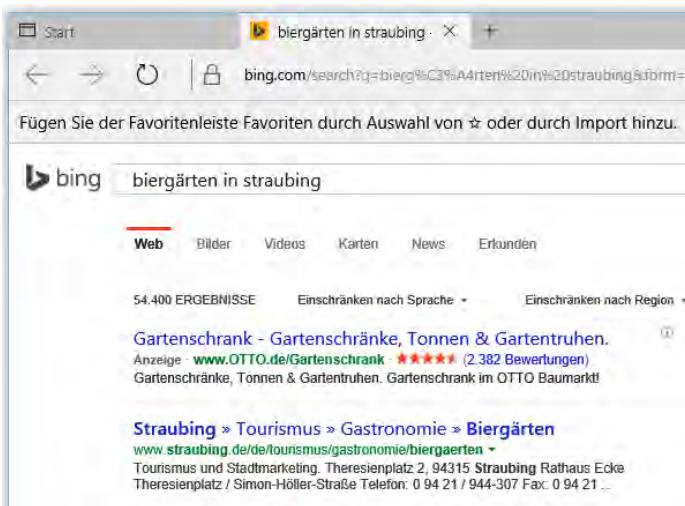 Start
biergärten in straubing -
bing.com/search?q=bierg%C3%A4rten%20in%20straubing&form=
Fügen Sie der Favoritenleiste Favoriten durch Auswahl von ☆ oder durch Import hinzu.
bing
biergärten in straubing
Web Bilder Videos Karten News Erkunden
54.400 ERGEBNISSE Einschränken nach Sprache Einschränken nach Region
Gartenschrank - Gartenschränke, Tonnen & Gartentruhen.
Anzeige · www.OTTO.de/Gartenschrank · ★★★★★ (2.382 Bewertungen)
Gartenschränke, Tonnen & Gartentruhen. Gartenschrank im OTTO Baumarkt!
Straubing » Tourismus » Gastronomie » Biergärten
www.straubing.de/de/tourismus/gastronomie/biergaerten
Tourismus und Stadtmarketing. Theresienplatz 2, 94315 Straubing Rathaus Ecke
Theresienplatz / Simon-Höller-Straße Telefon: 0 94 21 / 944-307 Fax: 0 94 21 ...